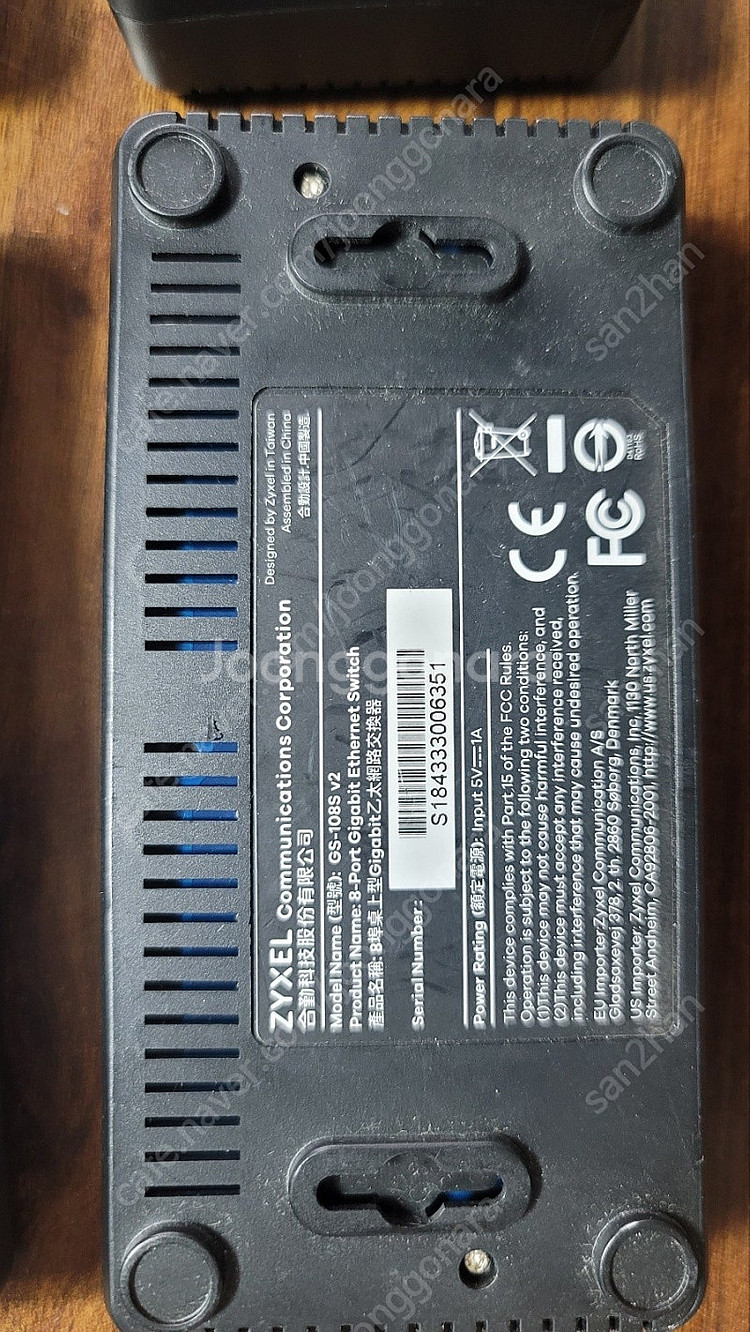 Designed by Zyxel in Taiwan
Assembled in China
合勤設計.中國製造
ZYXEL Communications Corporation
合勤科技股份有限公司
Model Name (型號): GS-108S v2
Product Name: 8-Port Gigabit Ethernet Switch
產品名稱: 8埠桌上型Gigabit乙太網路交換器
Serial Number:
S184333006351
Power Rating (額定電源): Input 5V⎓1A
This device complies with Part 15 of the FCC Rules.
Operation is subject to the following two conditions:
(1)This device may not cause harmful interference, and
(2)This device must accept any interference received,
including interference that may cause undesired operation.
EU Importer:Zyxel Communication A/S
Gladsaxevej 378, 2 th, 2860 Soborg, Denmark
US Importer: Zyxel Communications, Inc, 1130 North Miller
Street Anaheim, CA92806-2001, http://www.us.zyxel.com
CE
FC
RoHS
Joonggonara
cafe.naver.com/joonggonara
san2han
san2han
cafe.naver.com/joonggonara
san2han